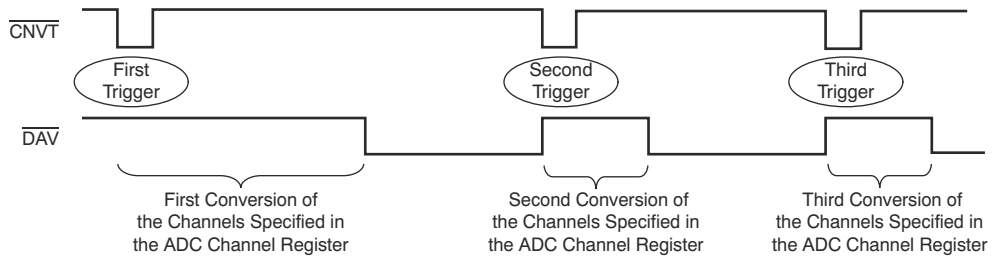 CNVT
First
Trigger
Second
Trigger
Third
Trigger
DAV
First Conversion of
the Channels Specified in
the ADC Channel Register
Second Conversion of
the Channels Specified in
the ADC Channel Register
Third Conversion of
the Channels Specified in
the ADC Channel Register